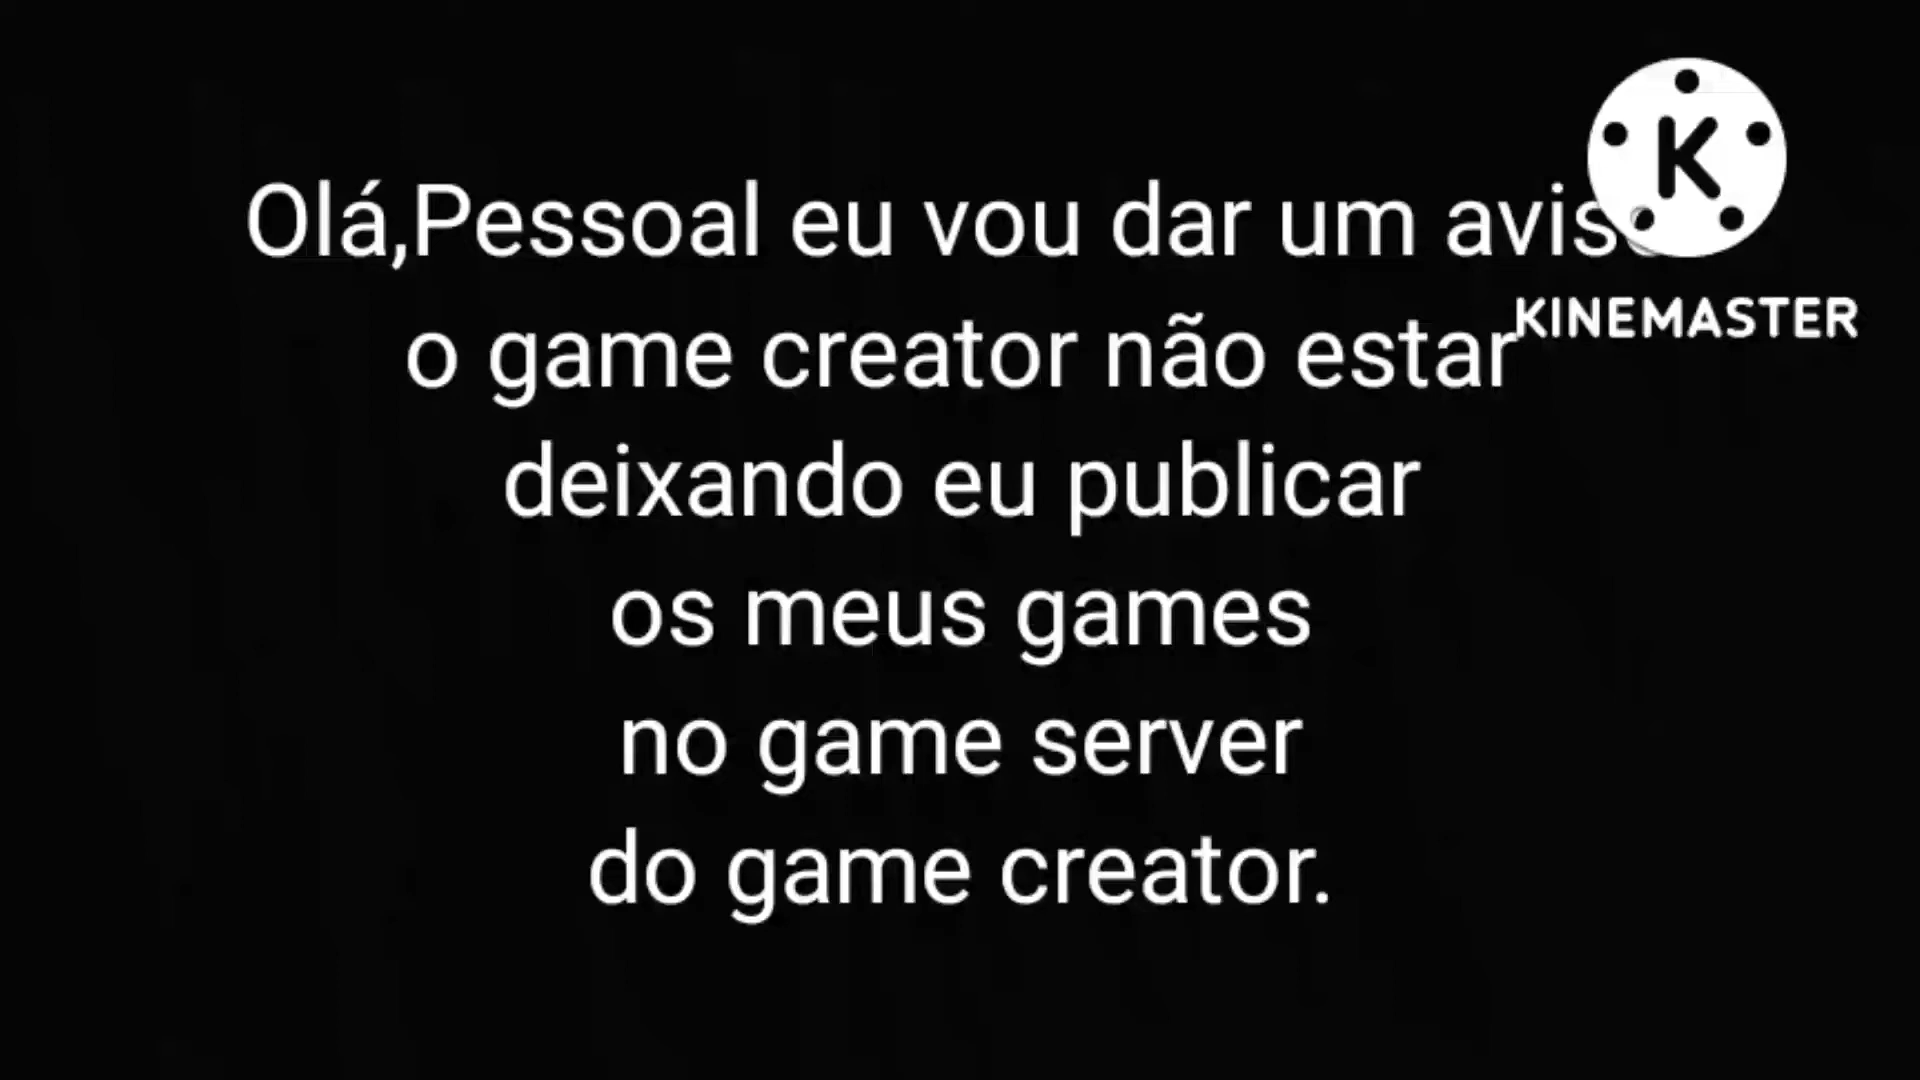 Olá,Pessoal eu vou dar um aviso
KINEMASTER
o game creator não estar
deixando eu publicar
os meus games
no game server
do game creator.